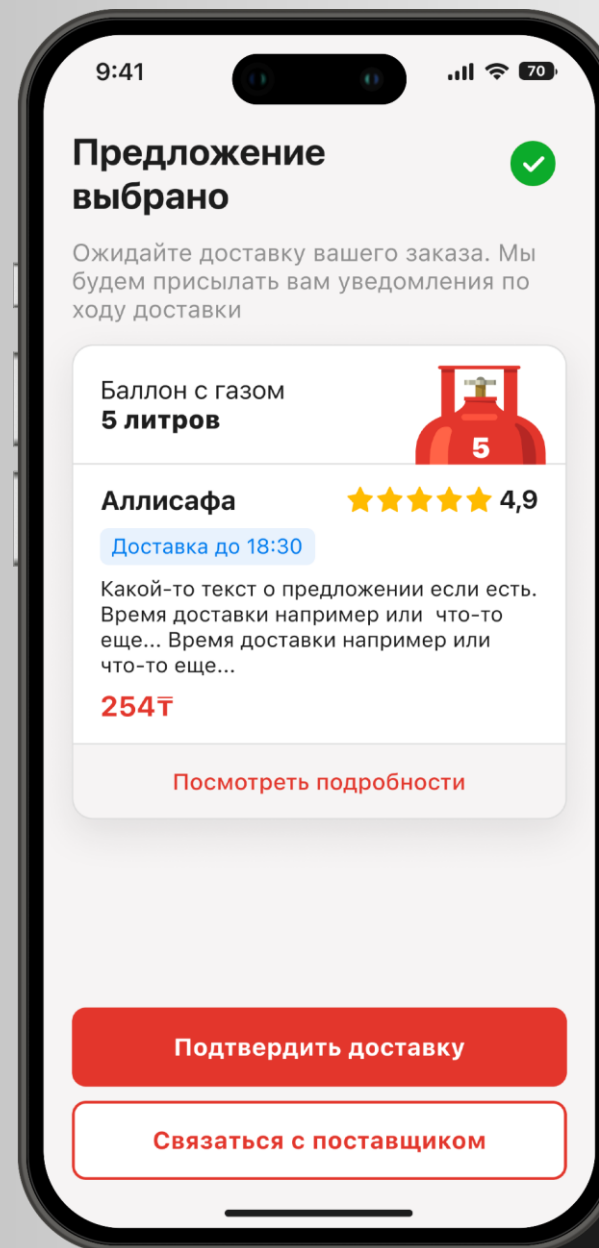 9:41
70
Предложение
выбрано
Ожидайте доставку вашего заказа. Мы
будем присылать вам уведомления по
ходу доставки
Баллон с газом
5 литров
5
Аллисафа 4,9
Доставка до 18:30
Какой-то текст о предложении если есть.
Время доставки например или что-то
еще... Время доставки например или
что-то еще...
254₸
Посмотреть подробности
Подтвердить доставку
Связаться с поставщиком